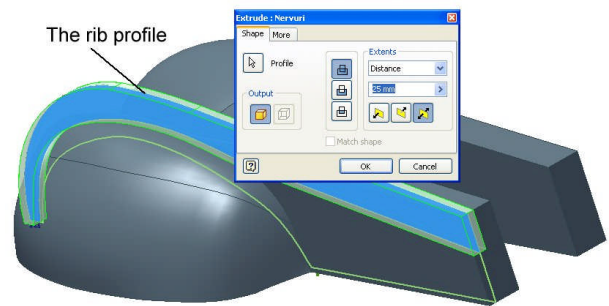 The rib profile
Extrude : Nervuri
Shape More
Profile
Output
Extents
Distance
25 mm
Match shape
OK Cancel